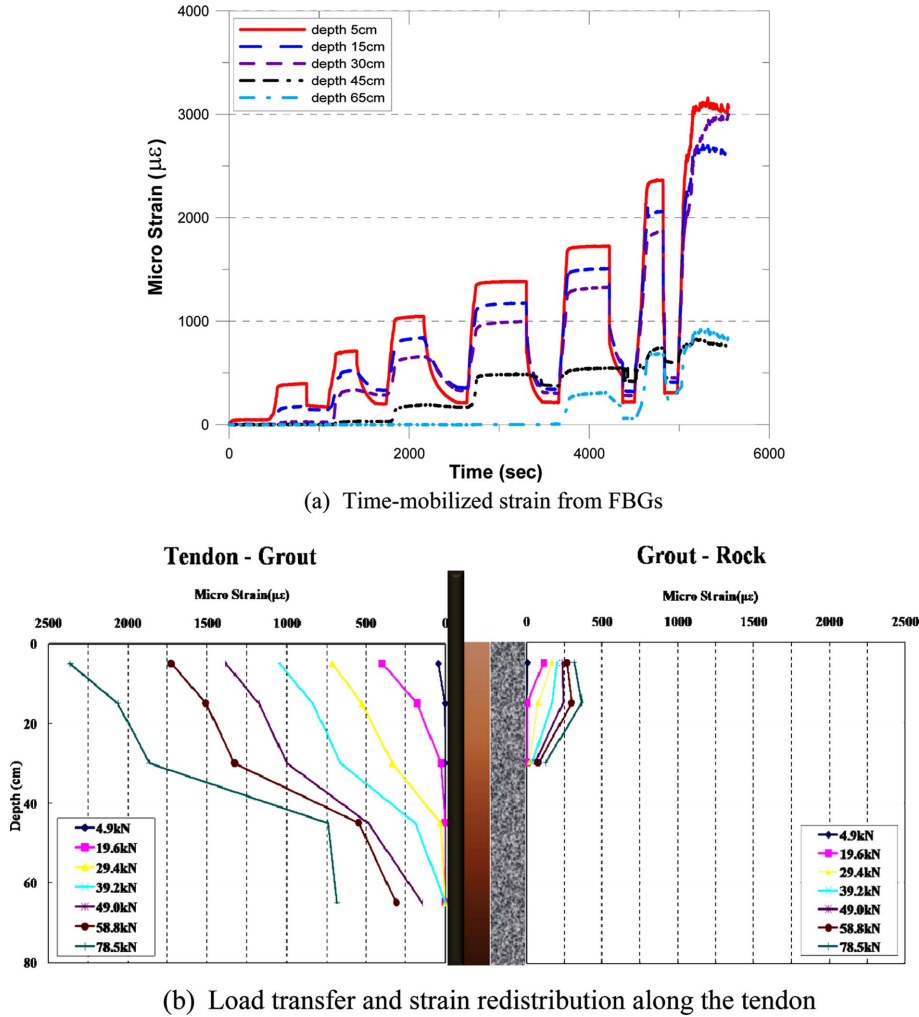 4000
3000
2000
1000
0
Micro Strain (με)
depth 5cm
depth 15cm
depth 30cm
depth 45cm
depth 65cm
0 2000 4000 6000
Time (sec)
(a) Time-mobilized strain from FBGs
Tendon - Grout
Grout - Rock
Micro Strain(με)
Micro Strain(με)
2500 2000 1500 1000 500 0
0 500 1000 1500 2000 2500
0
20
40
60
80
Depth (cm)
4.9kN
19.6kN
29.4kN
39.2kN
49.0kN
58.8kN
78.5kN
4.9kN
19.6kN
29.4kN
39.2kN
49.0kN
58.8kN
78.5kN
(b) Load transfer and strain redistribution along the tendon